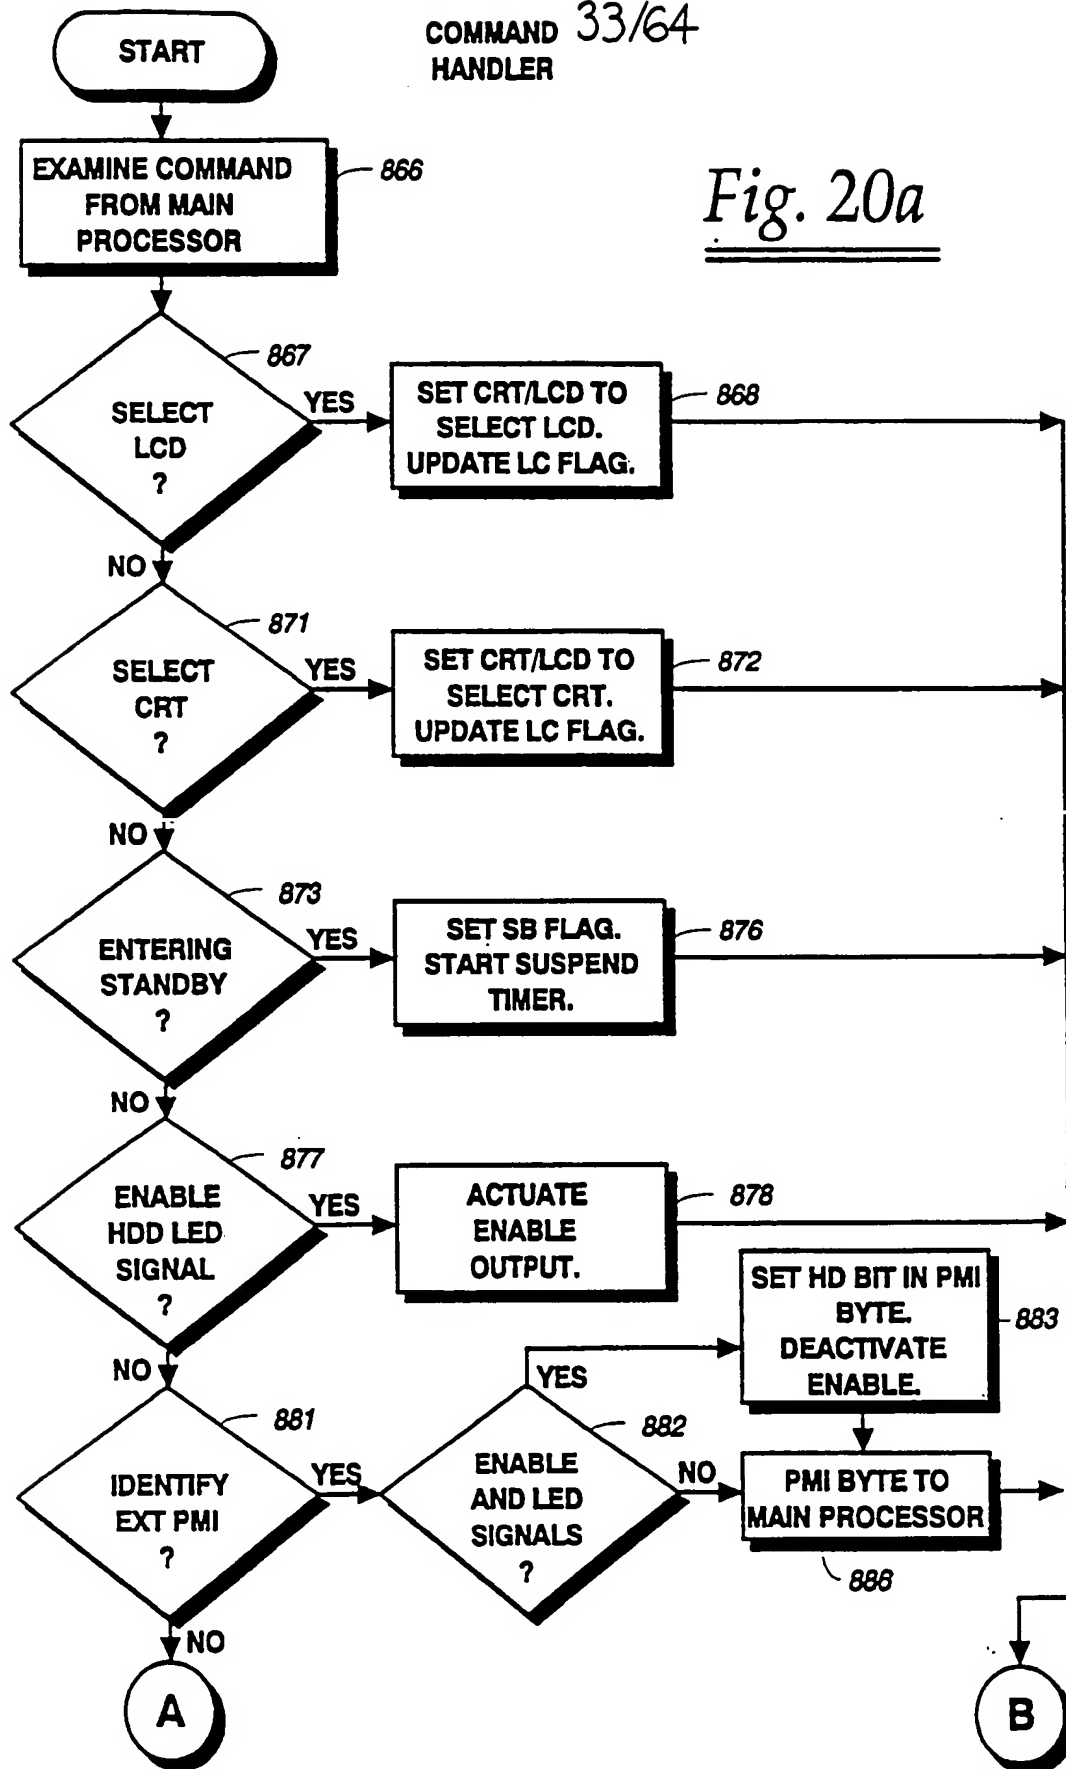 COMMAND 33/64
HANDLER
START
EXAMINE COMMAND
FROM MAIN
PROCESSOR
866
Fig. 20a
SELECT
LCD
?
867
YES
SET CRT/LCD TO
SELECT LCD.
UPDATE LC FLAG.
868
NO
SELECT
CRT
?
871
YES
SET CRT/LCD TO
SELECT CRT.
UPDATE LC FLAG.
872
NO
ENTERING
STANDBY
?
873
YES
SET SB FLAG.
START SUSPEND
TIMER.
876
NO
ENABLE
HDD LED
SIGNAL
?
877
YES
ACTUATE
ENABLE
OUTPUT.
878
NO
IDENTIFY
EXT PMI
?
881
YES
ENABLE
AND LED
SIGNALS
?
882
YES
SET HD BIT IN PMI
BYTE.
DEACTIVATE
ENABLE.
883
NO
PMI BYTE TO
MAIN PROCESSOR
886
NO
A
B